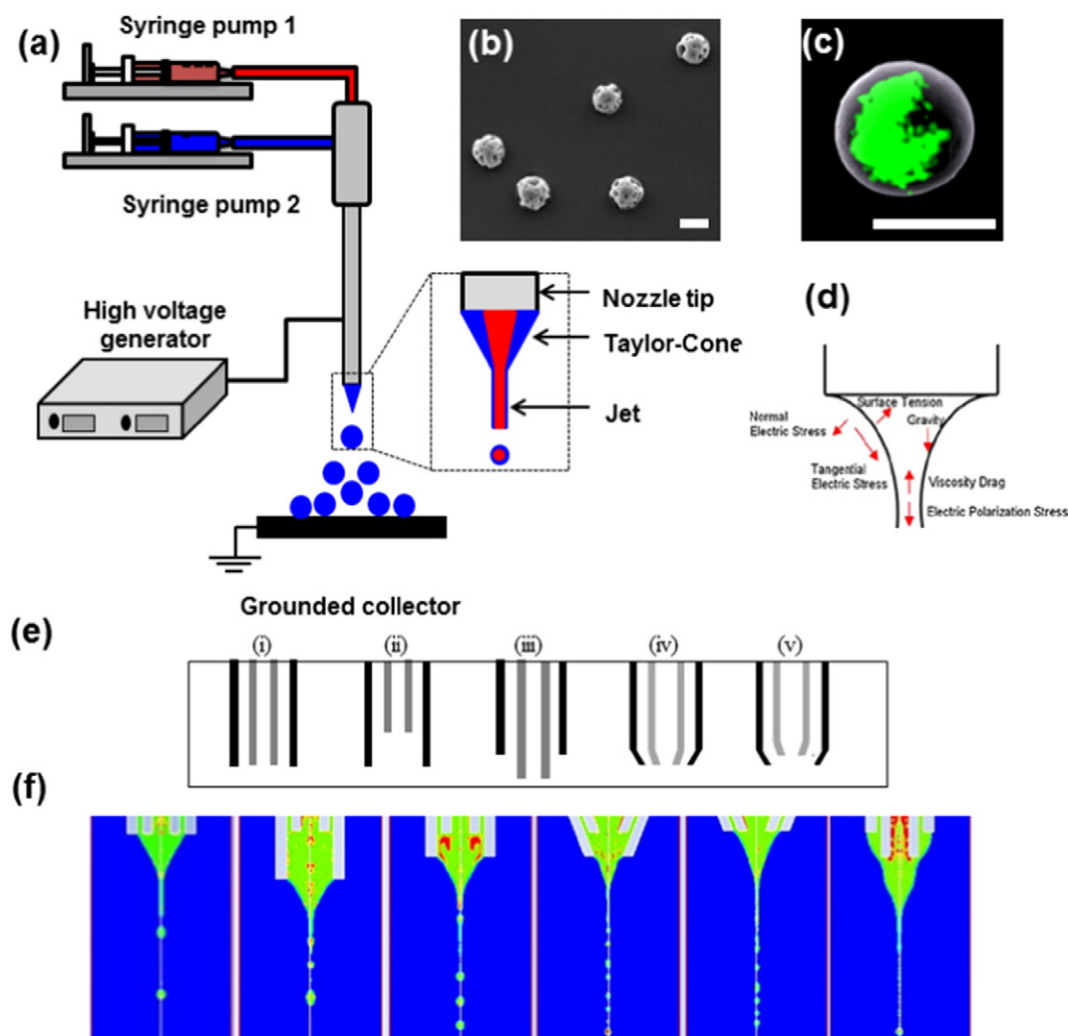 (a)
Syringe pump 1
Syringe pump 2
High voltage
generator
Grounded collector
Nozzle tip
Taylor-Cone
Jet
(b)
(c)
(d)
Surface Tension
Normal
Electric Stress
Gravity
Tangential
Electric Stress
Viscosity Drag
Electric Polarization Stress
(e)
(i)
(ii)
(iii)
(iv)
(v)
(f)